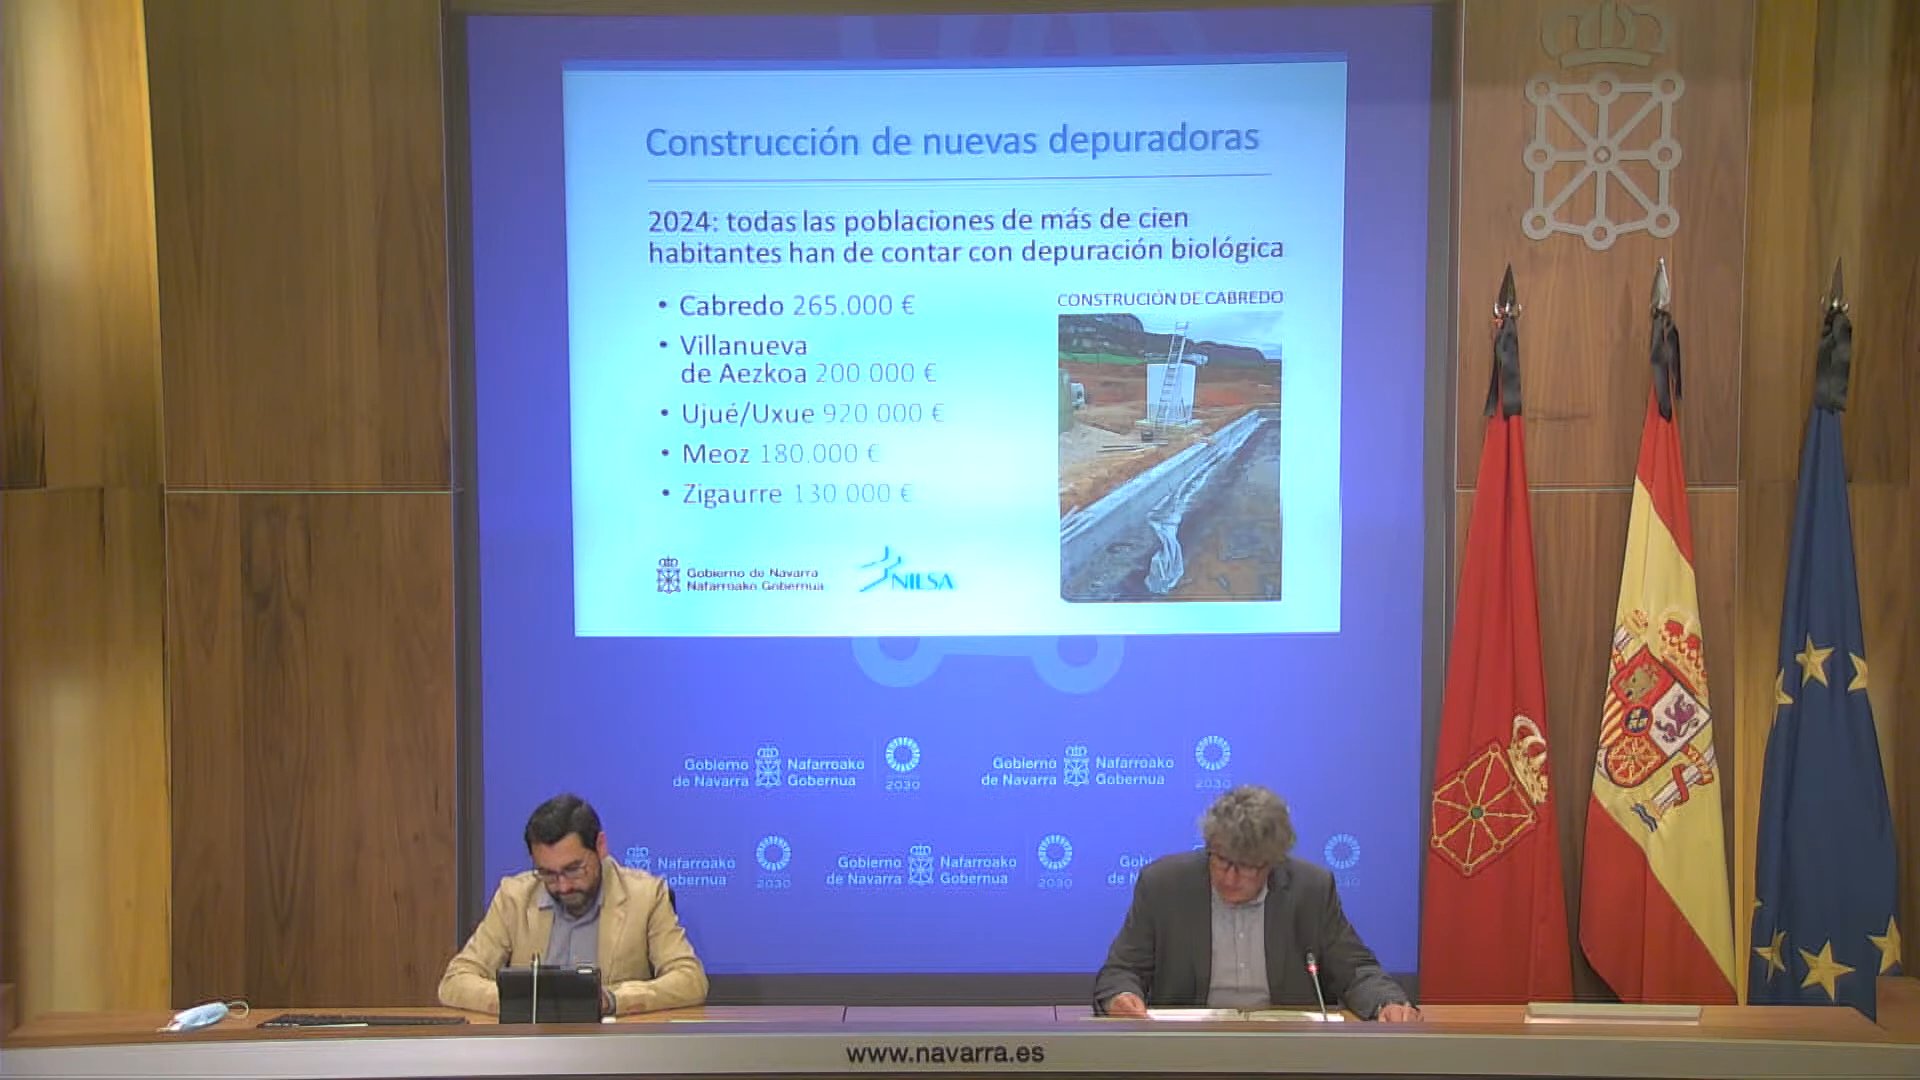 Construcción de nuevas depuradoras
2024: todas las poblaciones de más de cien
habitantes han de contar con depuración biológica
• Cabredo 265.000 €
• Villanueva
de Aezkoa 200 000 €
• Ujué/Uxue 920 000 €
• Meoz 180.000 €
• Zigaurre 130 000 €
CONSTRUCIÓN DE CABREDO
Gobierno de Navarra
Nafarroako Gobernua
NILSA
Gobierno
de Navarra
Nafarroako
Gobernua
2030
Gobierno
de Navarra
Nafarroako
Gobernua
2030
Nafarroako
Gobernua
2030
Gobierno
de Navarra
Nafarroako
Gobernua
2030
Gobi
de N
www.navarra.es